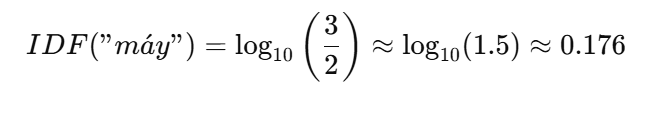 IDF(”máy”) = log₁₀(3/2) ≈ log₁₀(1.5) ≈ 0.176